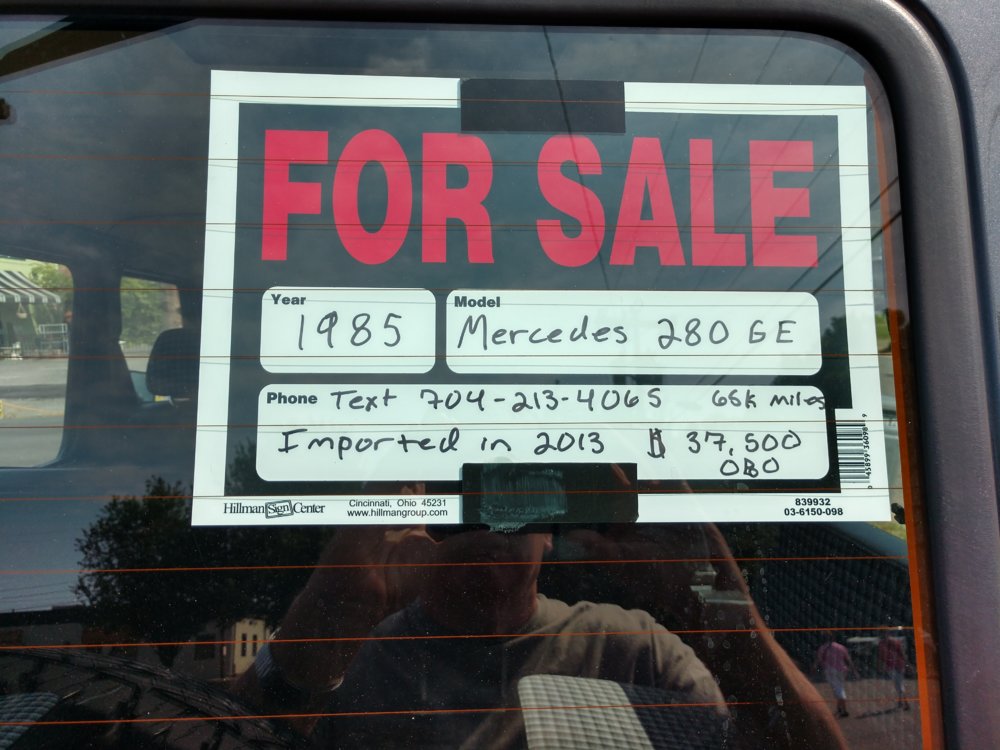 FOR SALE
Year
1985
Model
Mercedes 280 GE
Phone Text 704-213-4065 66K miles
Imported in 2013 $ 37,500
OBO
Hillman Sign Center
Cincinnati, Ohio 45231
www.hillmangroup.com
839932
03-6150-098